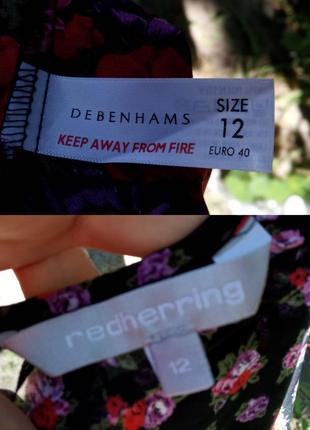 DEBENHAMS
KEEP AWAY FROM FIRE
SIZE
12
EURO 40
redherring
12